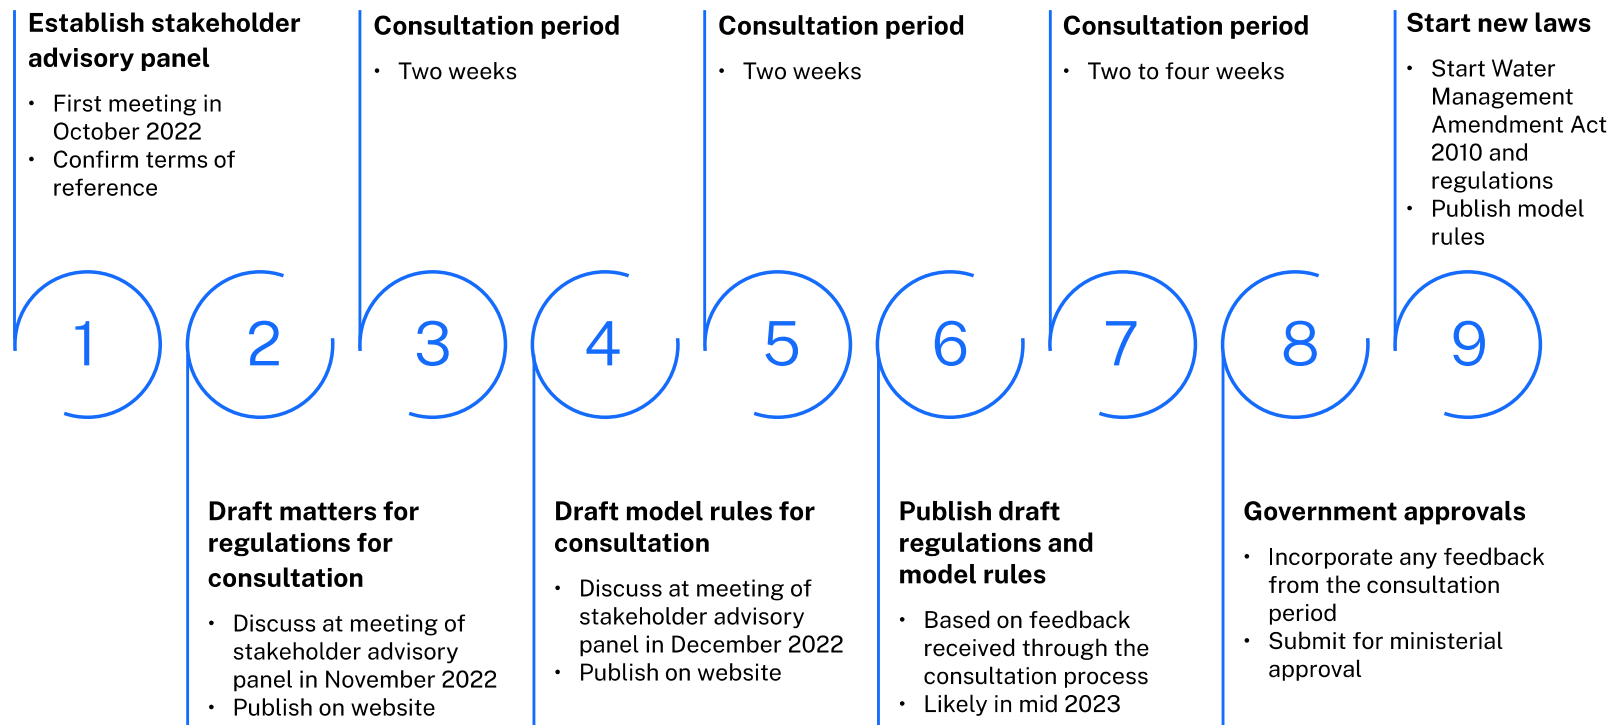 Establish stakeholder
advisory panel
• First meeting in
October 2022
• Confirm terms of
reference
1
2
Draft matters for
regulations for
consultation
• Discuss at meeting of
stakeholder advisory
panel in November 2022
• Publish on website
Consultation period
• Two weeks
3
4
Draft model rules for
consultation
• Discuss at meeting of
stakeholder advisory
panel in December 2022
• Publish on website
Consultation period
• Two weeks
5
6
Publish draft
regulations and
model rules
• Based on feedback
received through the
consultation process
• Likely in mid 2023
Consultation period
• Two to four weeks
7
8
Government approvals
• Incorporate any feedback
from the consultation
period
• Submit for ministerial
approval
Start new laws
• Start Water
Management
Amendment Act
2010 and
regulations
• Publish model
rules
9